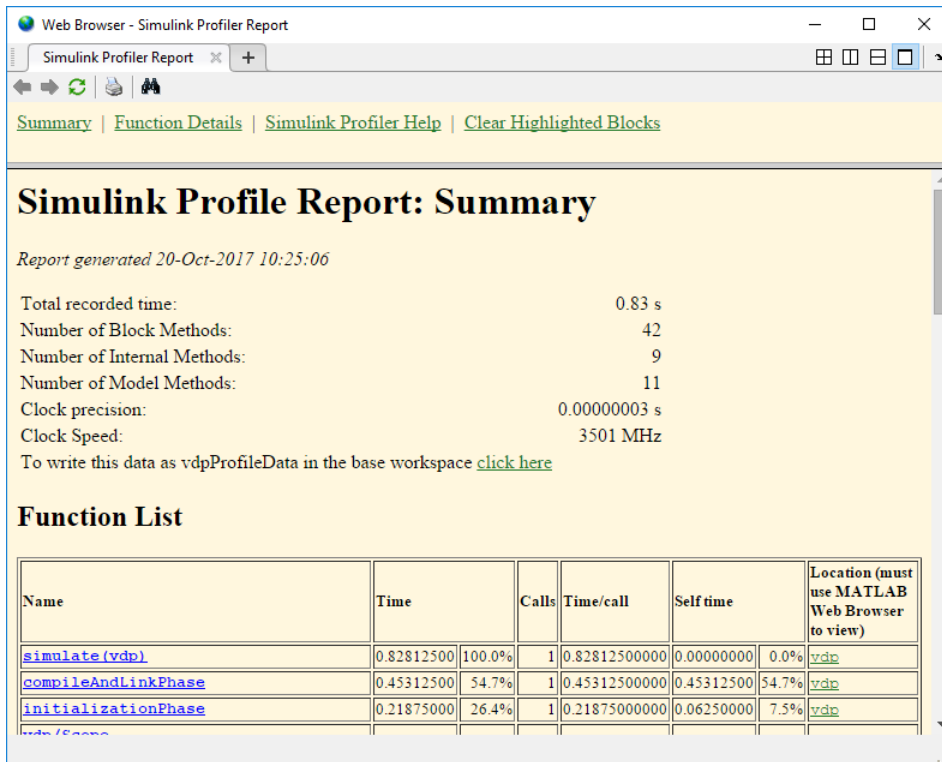 Web Browser - Simulink Profiler Report
Simulink Profiler Report
Summary | Function Details | Simulink Profiler Help | Clear Highlighted Blocks
Simulink Profile Report: Summary
Report generated 20-Oct-2017 10:25:06
Total recorded time: 0.83 s
Number of Block Methods: 42
Number of Internal Methods: 9
Number of Model Methods: 11
Clock precision: 0.00000003 s
Clock Speed: 3501 MHz
To write this data as vdpProfileData in the base workspace click here
Function List
Name Time Calls Time/call Self time Location (must
use MATLAB
Web Browser
to view)
simulate(vdp) 0.82812500 100.0% 1 0.82812500000 0.00000000 0.0% vdp
compileAndLinkPhase 0.45312500 54.7% 1 0.45312500000 0.45312500 54.7% vdp
initializationPhase 0.21875000 26.4% 1 0.21875000000 0.06250000 7.5% vdp
vdp/Scope